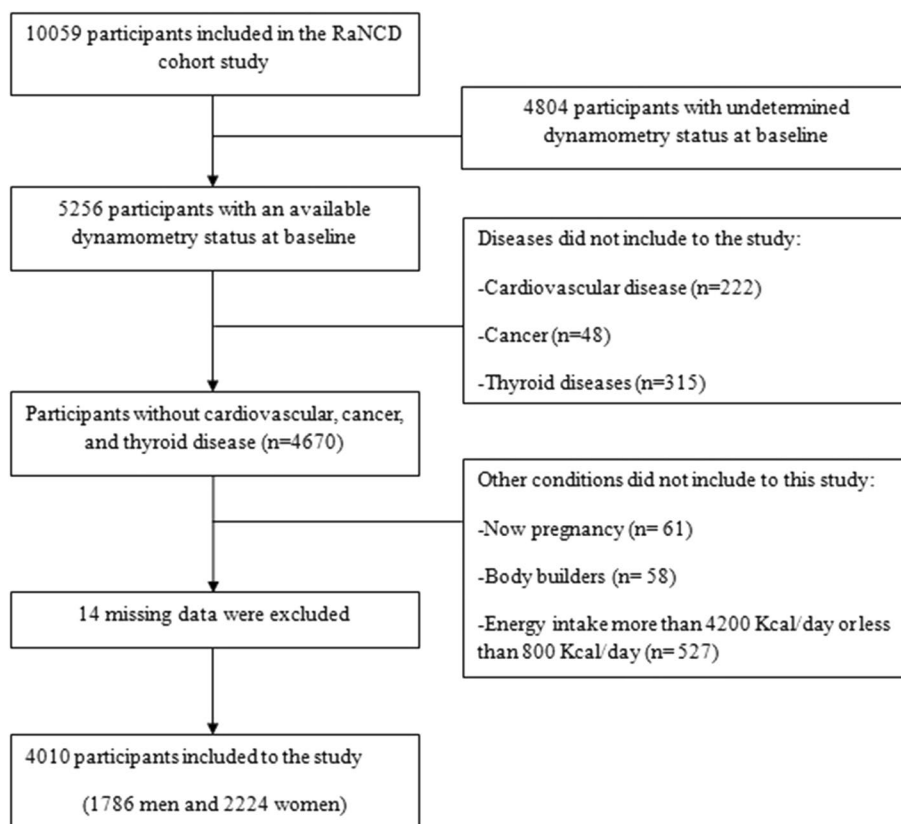 10059 participants included in the RaNCD
cohort study
4804 participants with undetermined
dynamometry status at baseline
5256 participants with an available
dynamometry status at baseline
Diseases did not include to the study:
-Cardiovascular disease (n=222)
-Cancer (n=48)
-Thyroid diseases (n=315)
Participants without cardiovascular, cancer,
and thyroid disease (n=4670)
Other conditions did not include to this study:
-Now pregnancy (n= 61)
-Body builders (n= 58)
-Energy intake more than 4200 Kcal/day or less
than 800 Kcal/day (n= 527)
14 missing data were excluded
4010 participants included to the study
(1786 men and 2224 women)